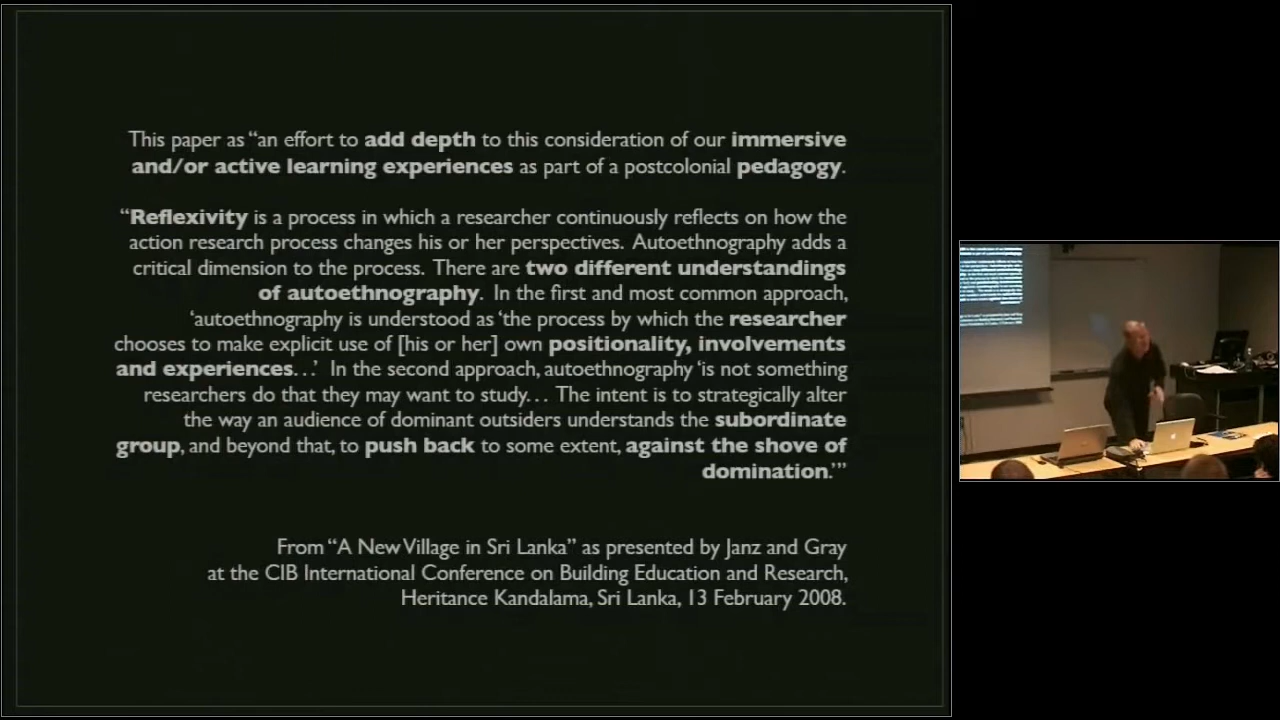 This paper as “an effort to add depth to this consideration of our immersive
and/or active learning experiences as part of a postcolonial pedagogy.
“Reflexivity is a process in which a researcher continuously reflects on how the
action research process changes his or her perspectives. Autoethnography adds a
critical dimension to the process. There are two different understandings
of autoethnography. In the first and most common approach,
‘autoethnography is understood as ‘the process by which the researcher
chooses to make explicit use of [his or her] own positionality, involvements
and experiences…’ In the second approach, autoethnography ‘is not something
researchers do that they may want to study… The intent is to strategically alter
the way an audience of dominant outsiders understands the subordinate
group, and beyond that, to push back to some extent, against the shove of
domination.’”
From “A New Village in Sri Lanka” as presented by Janz and Gray
at the CIB International Conference on Building Education and Research,
Heritance Kandalama, Sri Lanka, 13 February 2008.